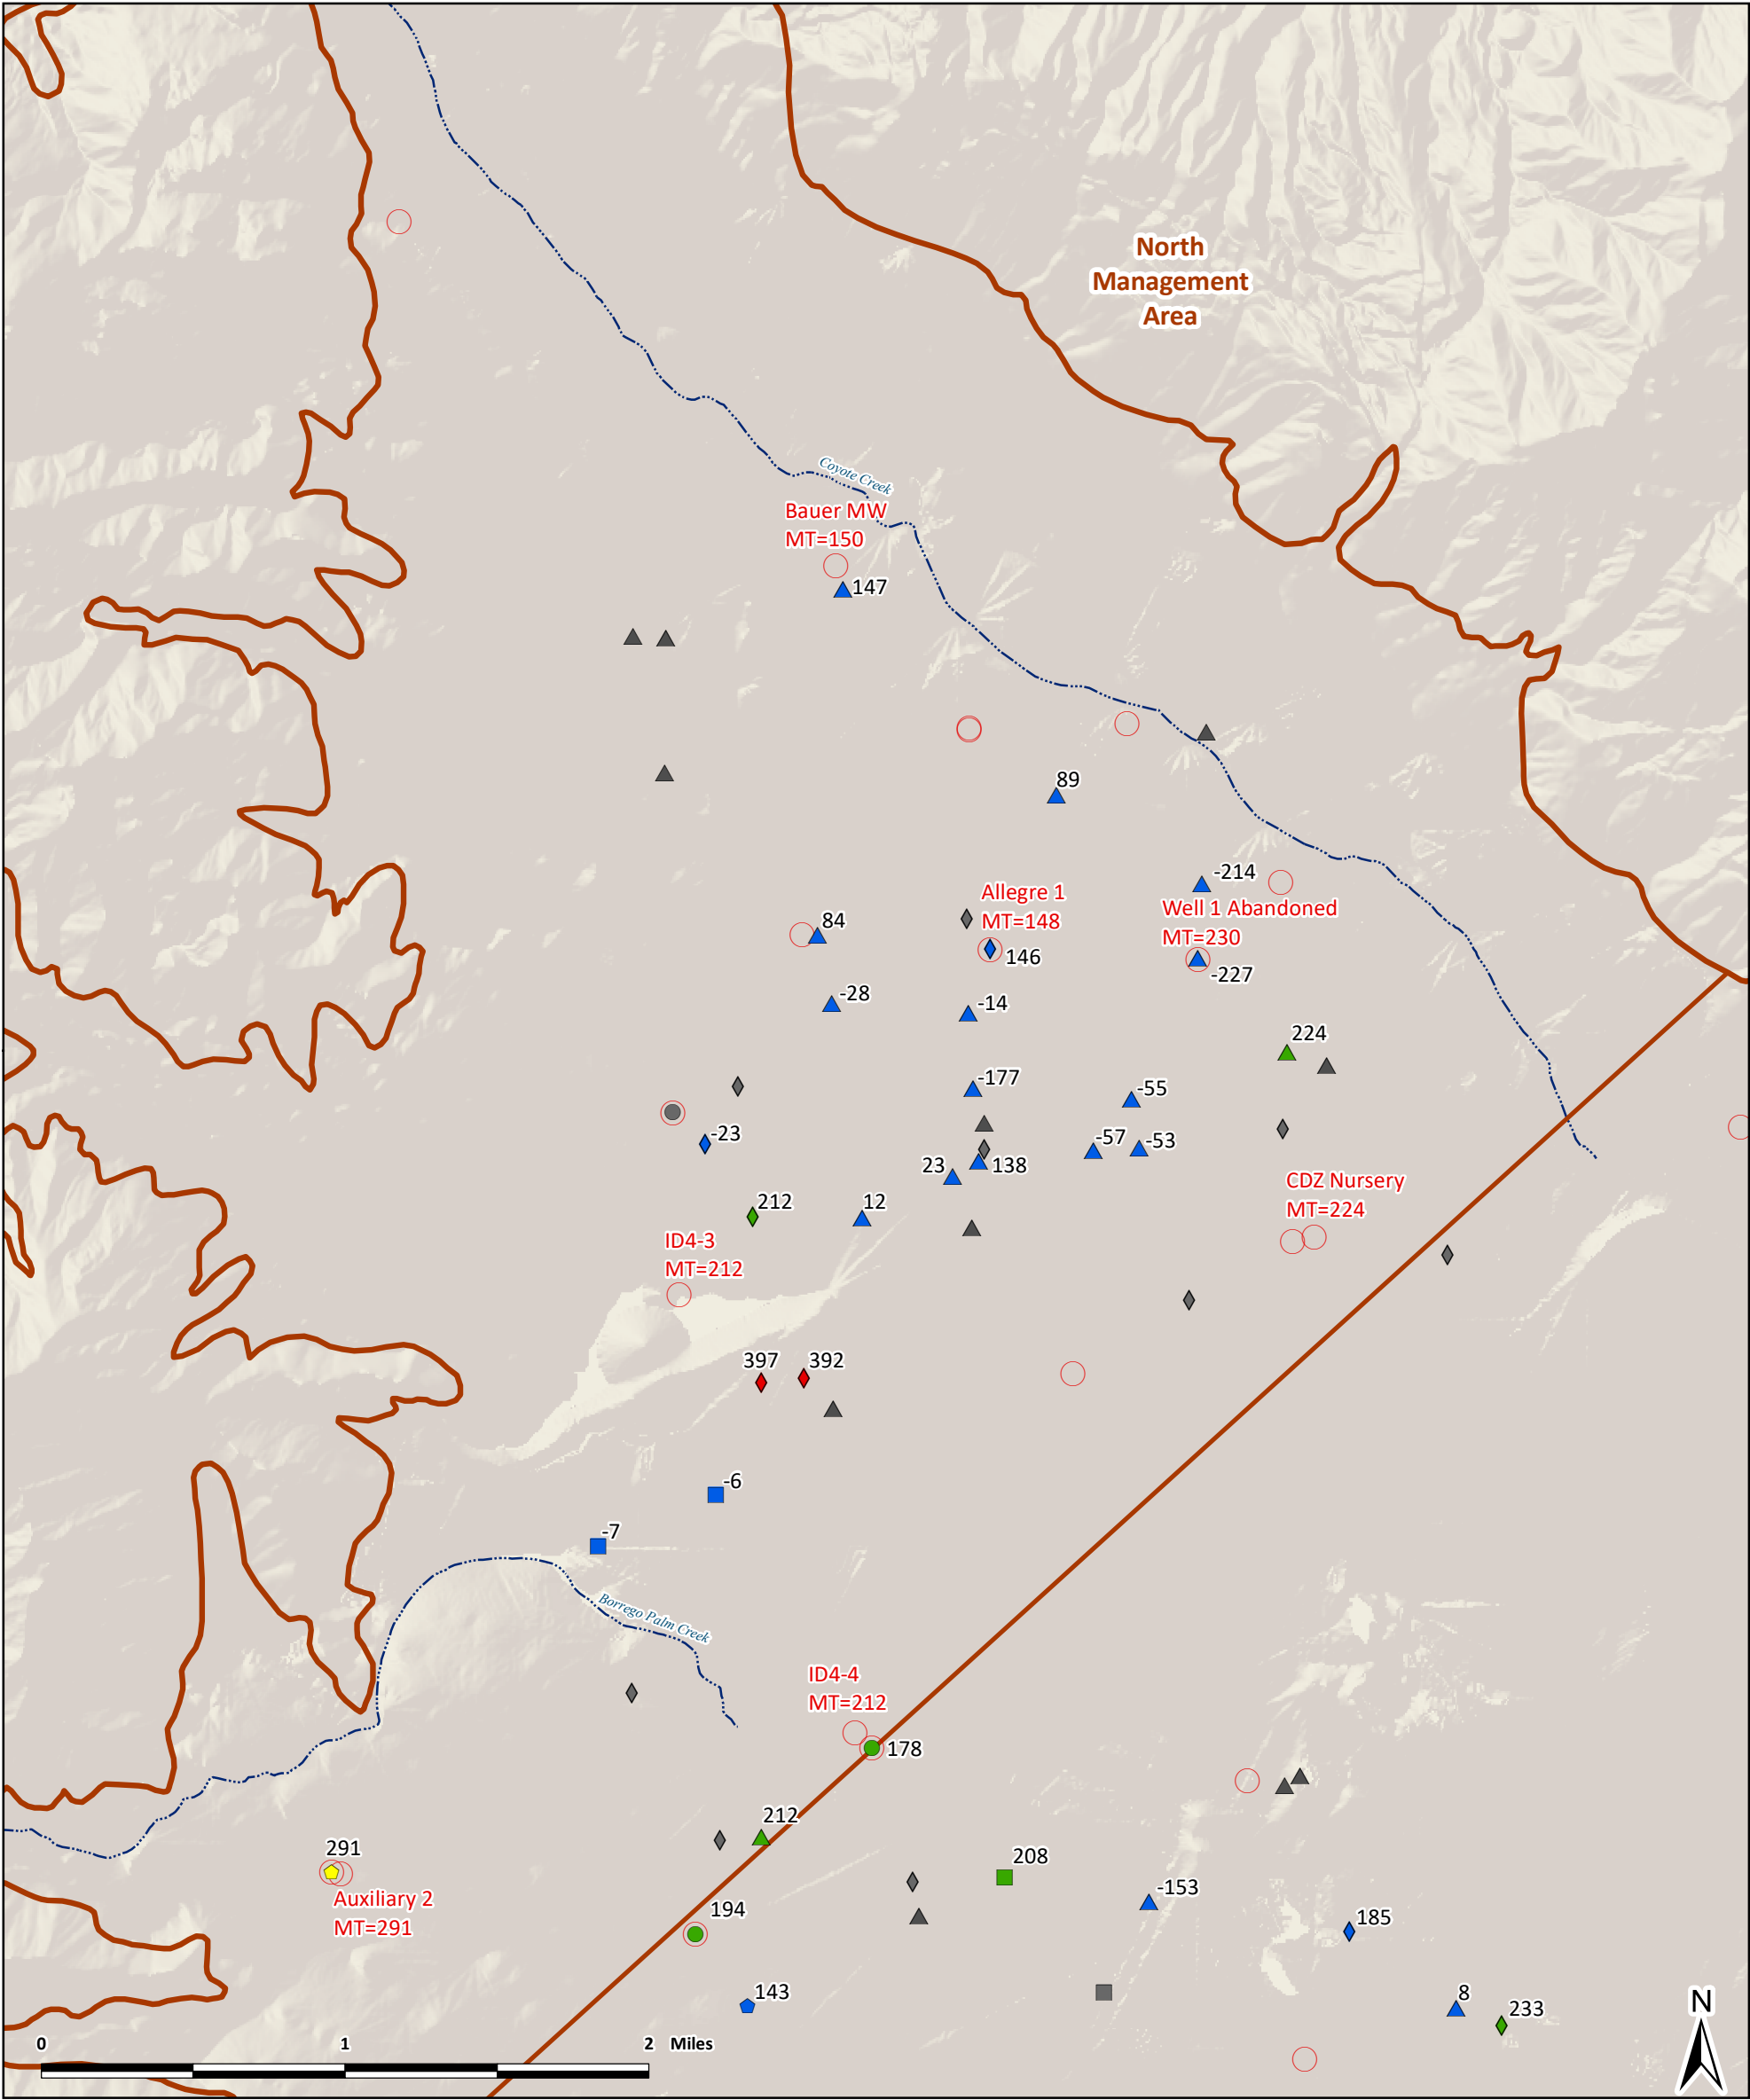 North
Management
Area
Coyote Creek
Bauer MW
MT=150
147
89
-214
Allegre 1
MT=148
Well 1 Abandoned
MT=230
84
146
-227
-28
-14
224
-177
-55
-23
-57
-53
23
138
CDZ Nursery
MT=224
212
12
ID4-3
MT=212
397
392
-6
-7
Borrego Palm Creek
ID4-4
MT=212
178
212
291
208
Auxiliary 2
MT=291
-153
194
185
143
8
233
N
0
1
2
Miles